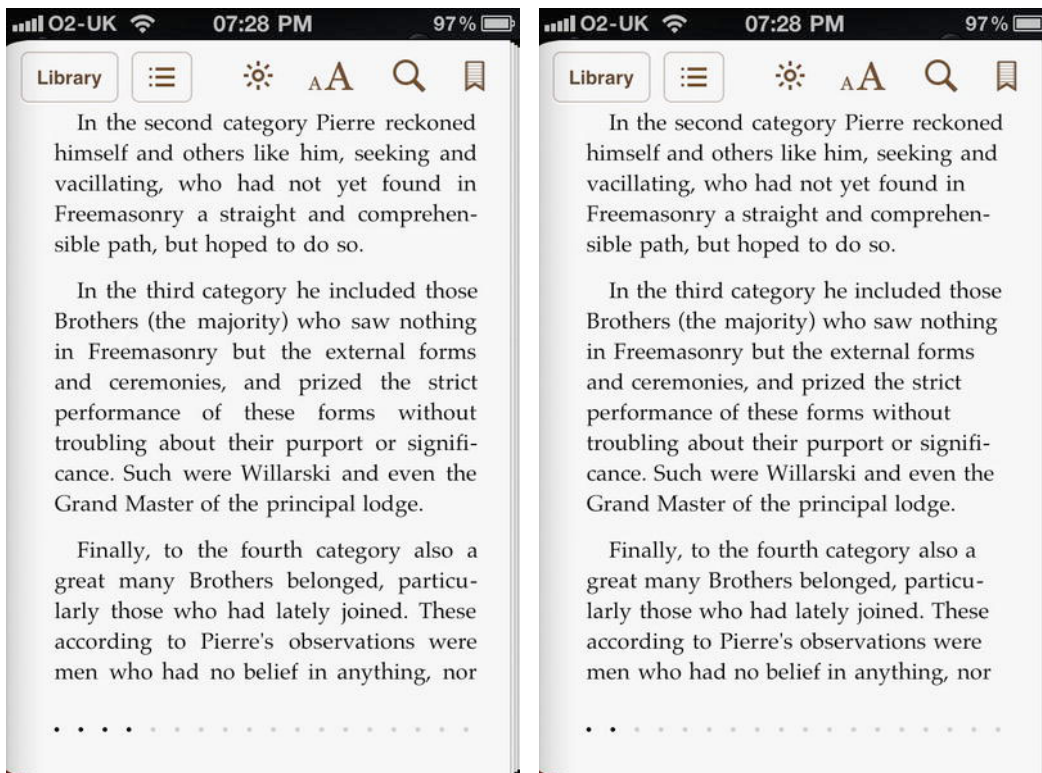 O2-UK 07:28 PM 97%
Library AA
In the second category Pierre reckoned
himself and others like him, seeking and
vacillating, who had not yet found in
Freemasonry a straight and comprehen-
sible path, but hoped to do so.
In the third category he included those
Brothers (the majority) who saw nothing
in Freemasonry but the external forms
and ceremonies, and prized the strict
performance of these forms without
troubling about their purport or signifi-
cance. Such were Willarski and even the
Grand Master of the principal lodge.
Finally, to the fourth category also a
great many Brothers belonged, particu-
larly those who had lately joined. These
according to Pierre's observations were
men who had no belief in anything, nor
O2-UK 07:28 PM 97%
Library AA
In the second category Pierre reckoned
himself and others like him, seeking and
vacillating, who had not yet found in
Freemasonry a straight and comprehen-
sible path, but hoped to do so.
In the third category he included those
Brothers (the majority) who saw nothing
in Freemasonry but the external forms
and ceremonies, and prized the strict
performance of these forms without
troubling about their purport or signifi-
cance. Such were Willarski and even the
Grand Master of the principal lodge.
Finally, to the fourth category also a
great many Brothers belonged, particu-
larly those who had lately joined. These
according to Pierre's observations were
men who had no belief in anything, nor